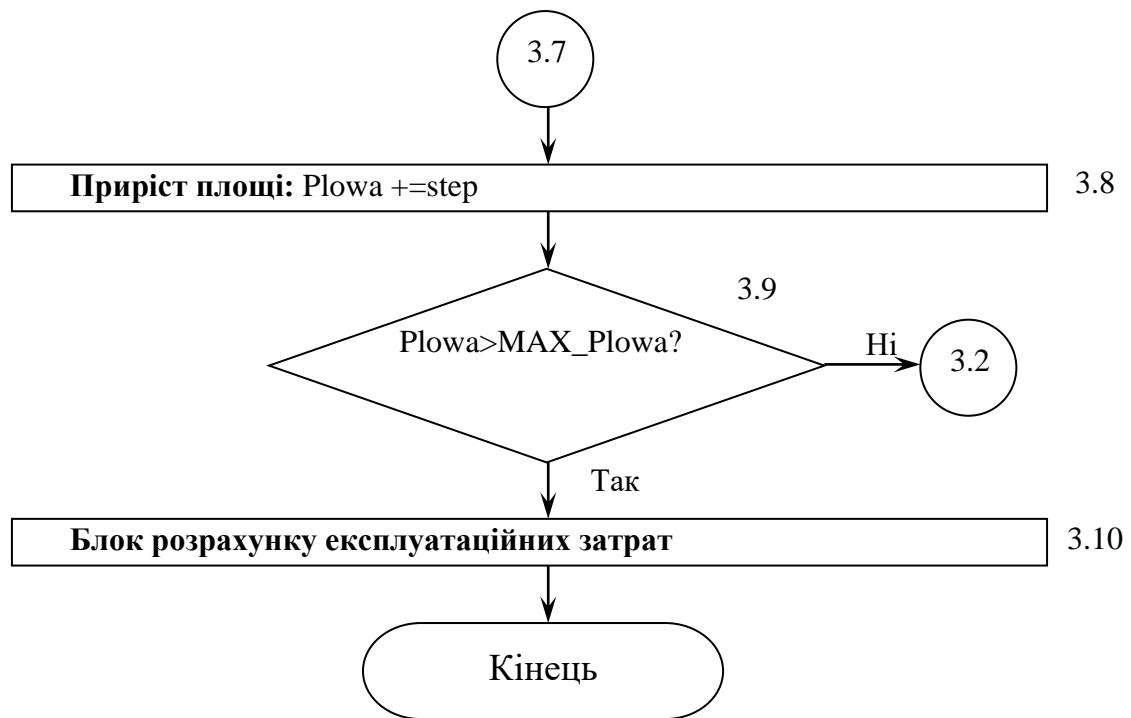 3.7
Приріст площі: Plowa +=step
3.8
3.9
Plowa>MAX_Plowa?
Ні
3.2
Так
Блок розрахунку експлуатаційних затрат
3.10
Кінець